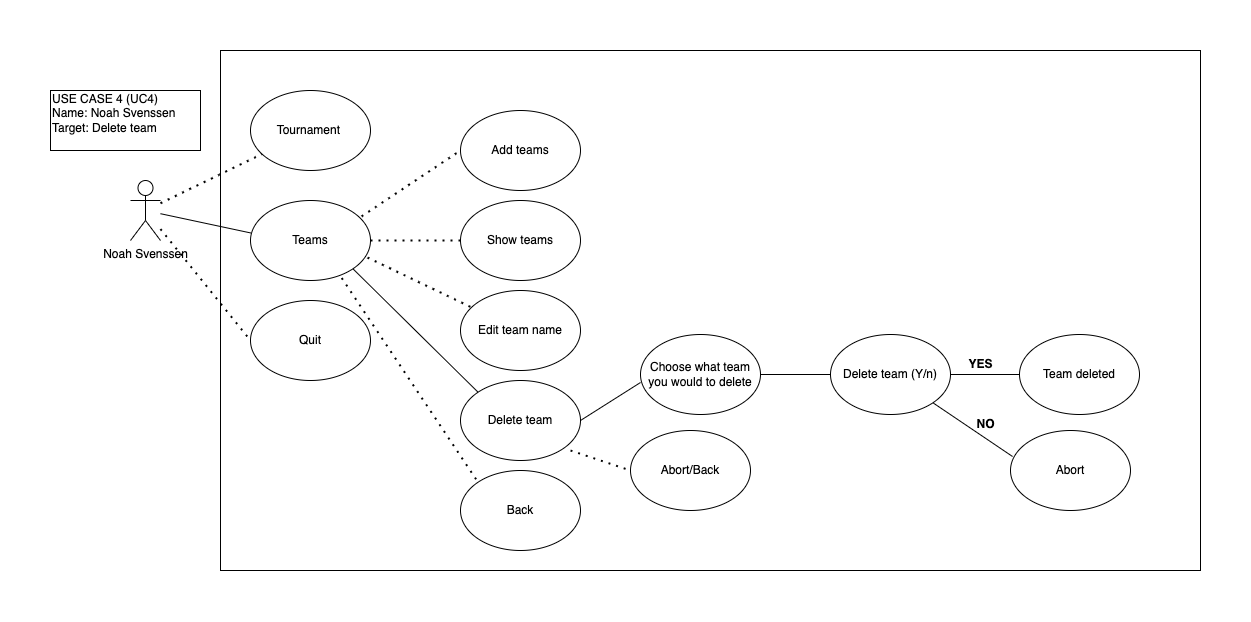 USE CASE 4 (UC4)
Name: Noah Svenssen
Target: Delete team
Noah Svenssen
Tournament
Teams
Quit
Add teams
Show teams
Edit team name
Delete team
Back
Choose what team
you would to delete
Abort/Back
Delete team (Y/n)
YES
NO
Team deleted
Abort